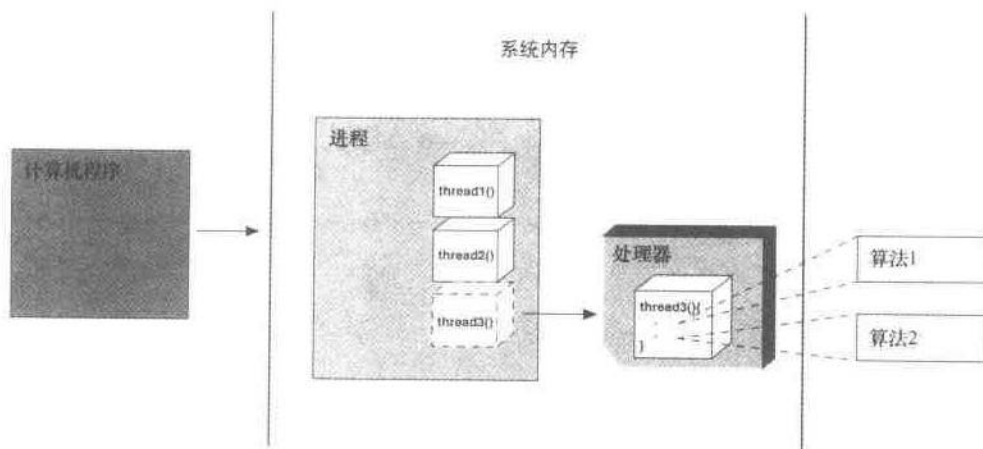 系统内存
计算机程序
进程
thread1()
thread2()
thread3()
处理器
thread3(){
}
算法1
算法2